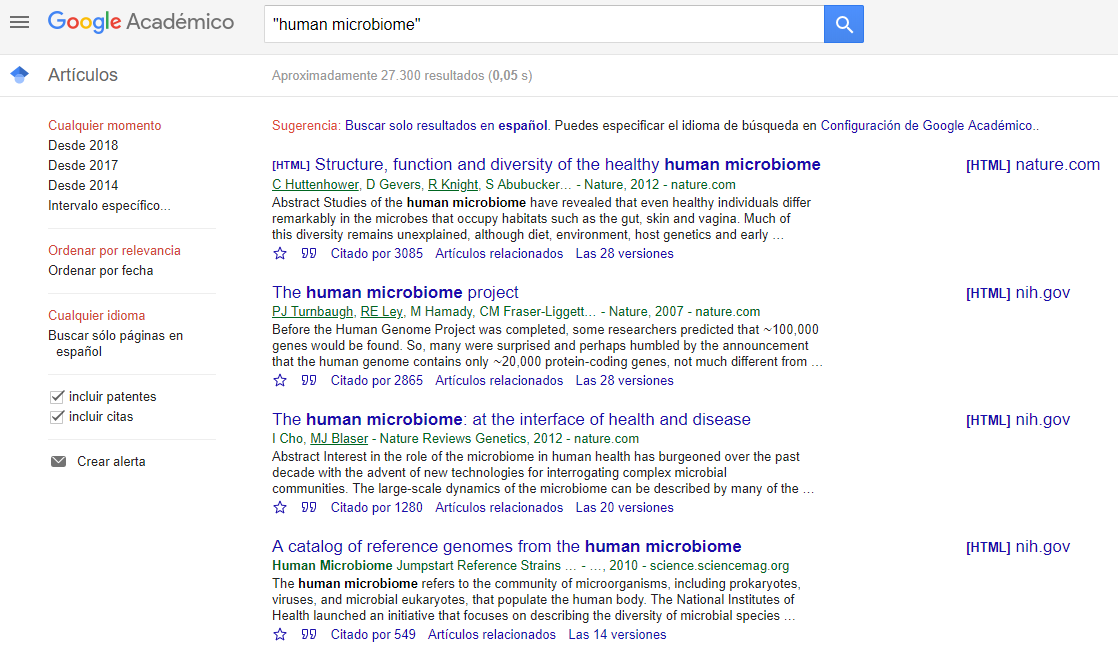 Google Académico
"human microbiome"
Artículos
Aproximadamente 27.300 resultados (0,05 s)
Cualquier momento
Desde 2018
Desde 2017
Desde 2014
Intervalo específico...
Ordenar por relevancia
Ordenar por fecha
Cualquier idioma
Buscar sólo páginas en
español
incluir patentes
incluir citas
Crear alerta
Sugerencia: Buscar solo resultados en español. Puedes especificar el idioma de búsqueda en Configuración de Google Académico..
[HTML] Structure, function and diversity of the healthy human microbiome
[HTML] nature.com
C Huttenhower, D Gevers, R Knight, S Abubucker… - Nature, 2012 - nature.com
Abstract Studies of the human microbiome have revealed that even healthy individuals differ
remarkably in the microbes that occupy habitats such as the gut, skin and vagina. Much of
this diversity remains unexplained, although diet, environment, host genetics and early …
Citado por 3085 Artículos relacionados Las 28 versiones
The human microbiome project
[HTML] nih.gov
PJ Turnbaugh, RE Ley, M Hamady, CM Fraser-Liggett… - Nature, 2007 - nature.com
Before the Human Genome Project was completed, some researchers predicted that ~100,000
genes would be found. So, many were surprised and perhaps humbled by the announcement
that the human genome contains only ~20,000 protein-coding genes, not much different from …
Citado por 2865 Artículos relacionados Las 28 versiones
The human microbiome: at the interface of health and disease
[HTML] nih.gov
I Cho, MJ Blaser - Nature Reviews Genetics, 2012 - nature.com
Abstract Interest in the role of the microbiome in human health has burgeoned over the past
decade with the advent of new technologies for interrogating complex microbial
communities. The large-scale dynamics of the microbiome can be described by many of the …
Citado por 1280 Artículos relacionados Las 20 versiones
A catalog of reference genomes from the human microbiome
[HTML] nih.gov
Human Microbiome Jumpstart Reference Strains … - …, 2010 - science.sciencemag.org
The human microbiome refers to the community of microorganisms, including prokaryotes,
viruses, and microbial eukaryotes, that populate the human body. The National Institutes of
Health launched an initiative that focuses on describing the diversity of microbial species …
Citado por 549 Artículos relacionados Las 14 versiones